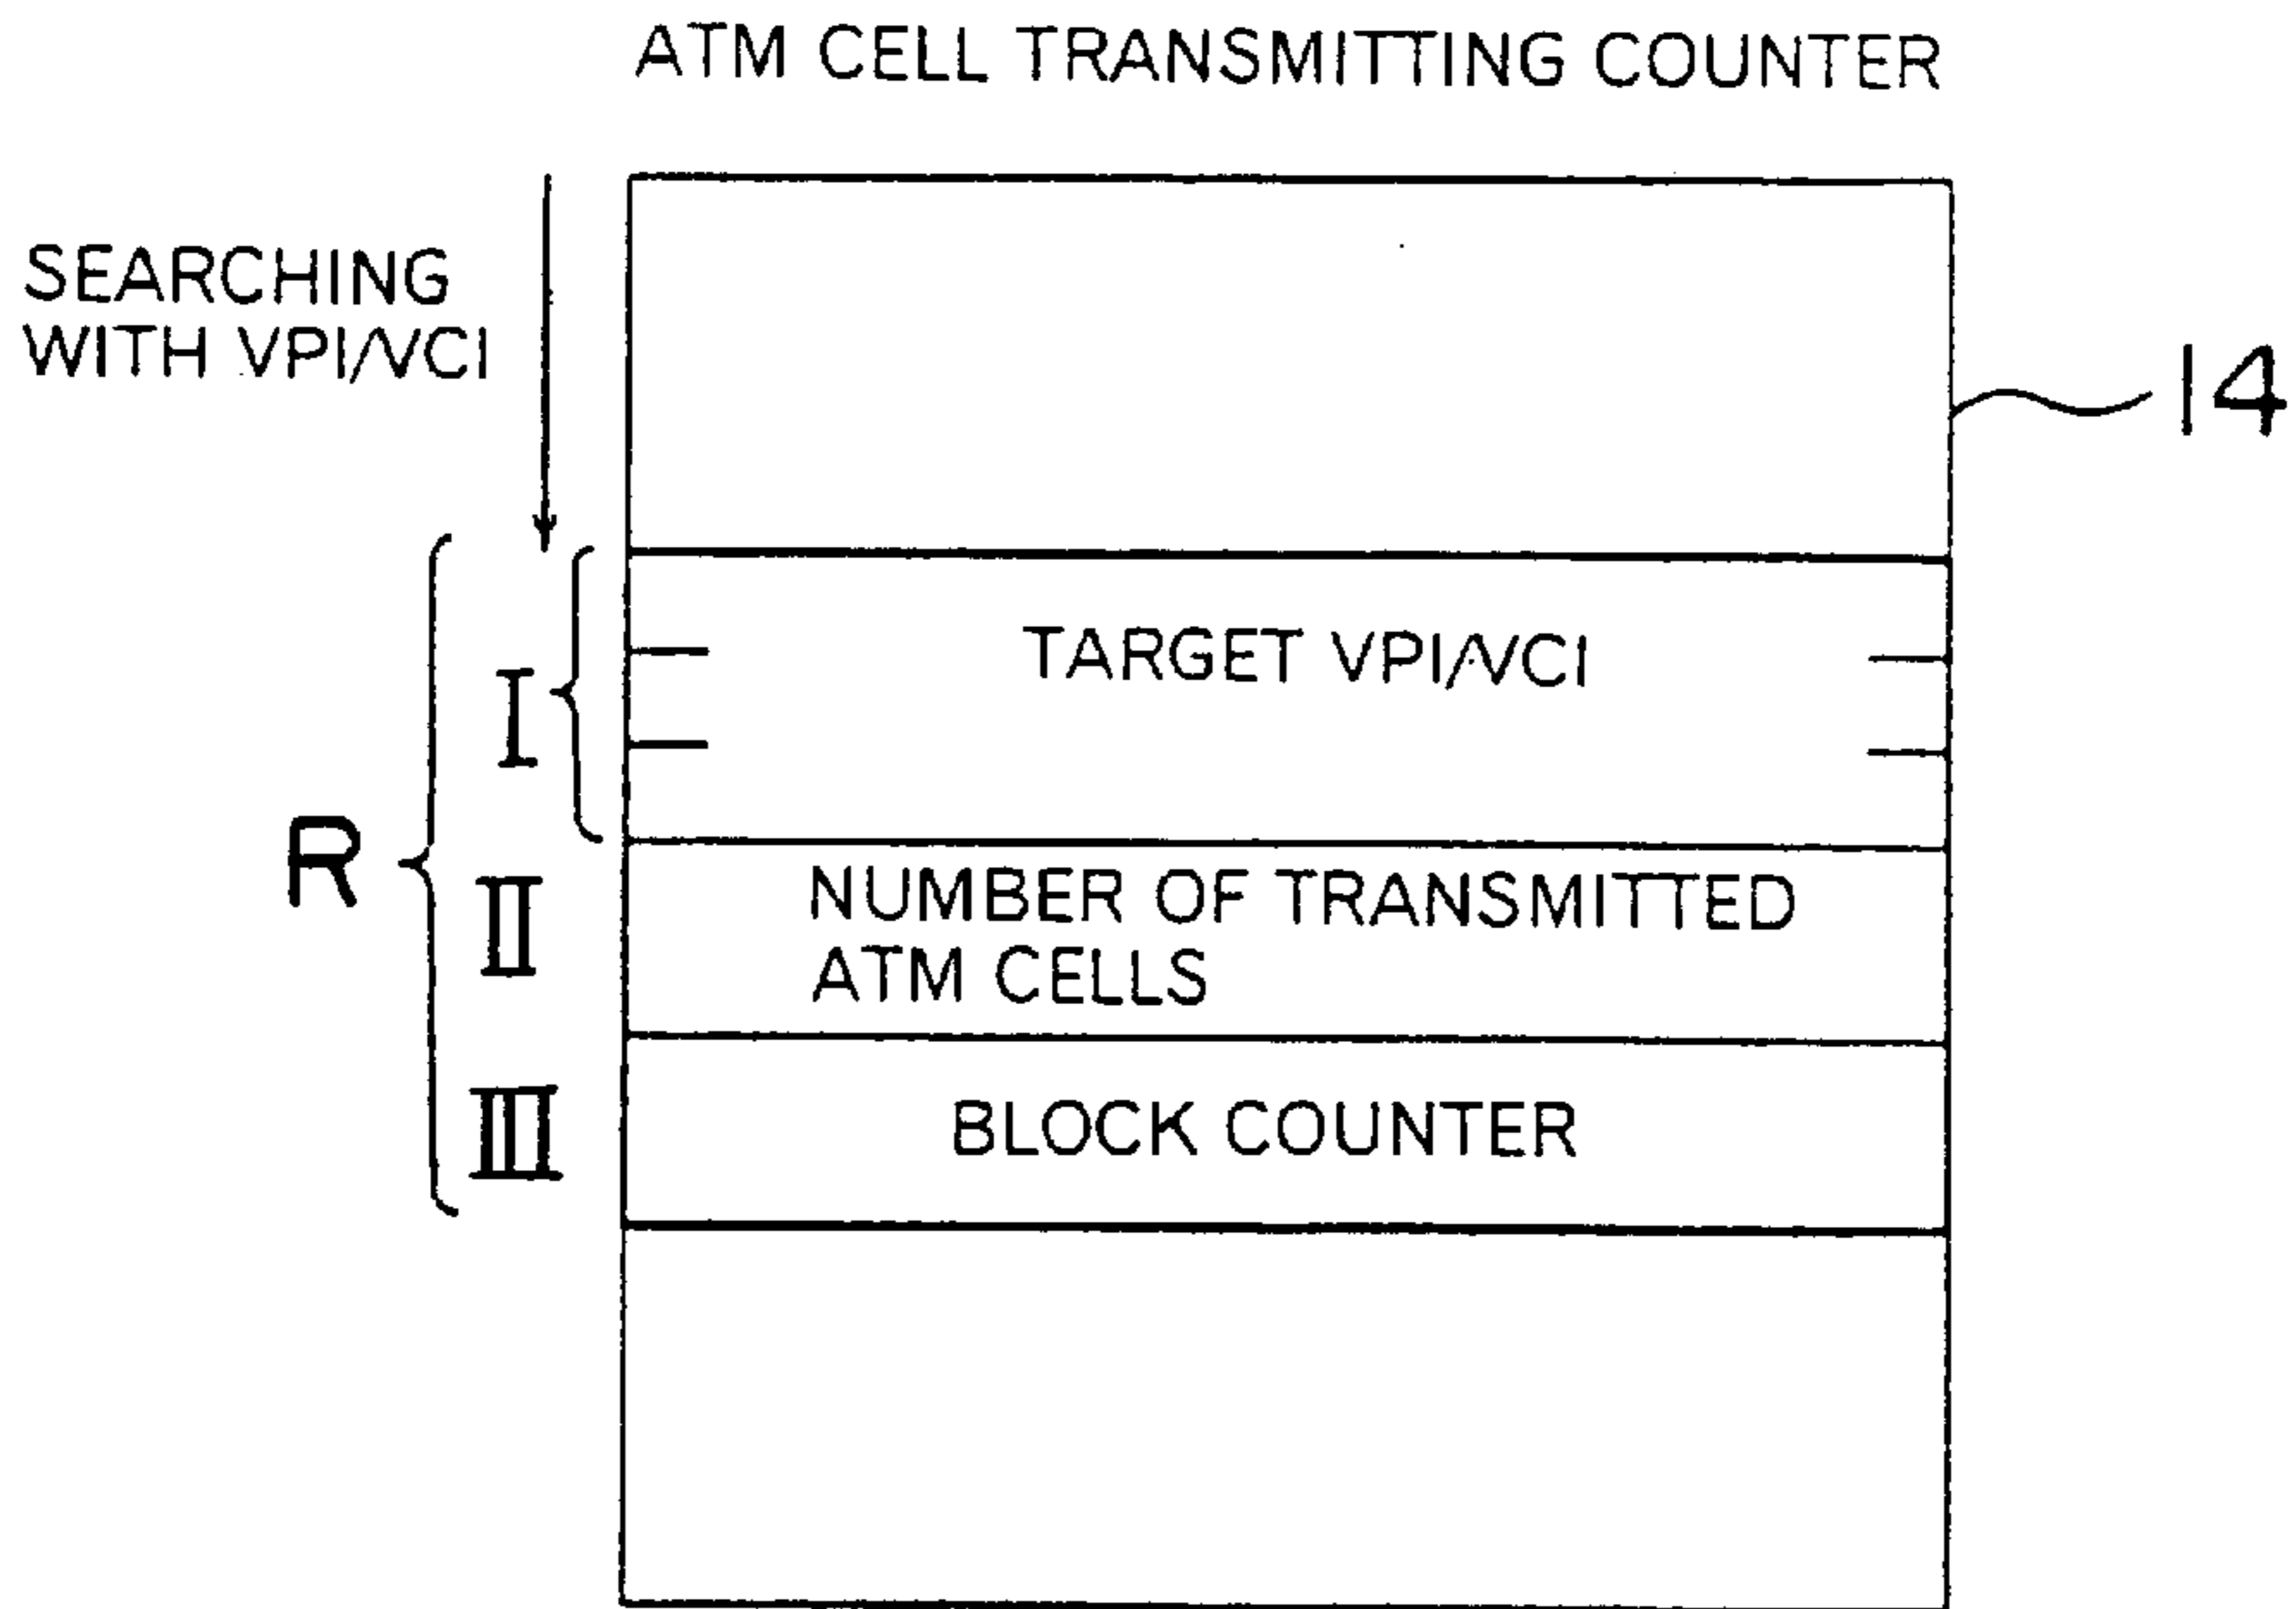 ATM CELL TRANSMITTING COUNTER
SEARCHING
WITH VPI/VCI
14
TARGET VPI/VCI
I
R
II
NUMBER OF TRANSMITTED
ATM CELLS
III
BLOCK COUNTER